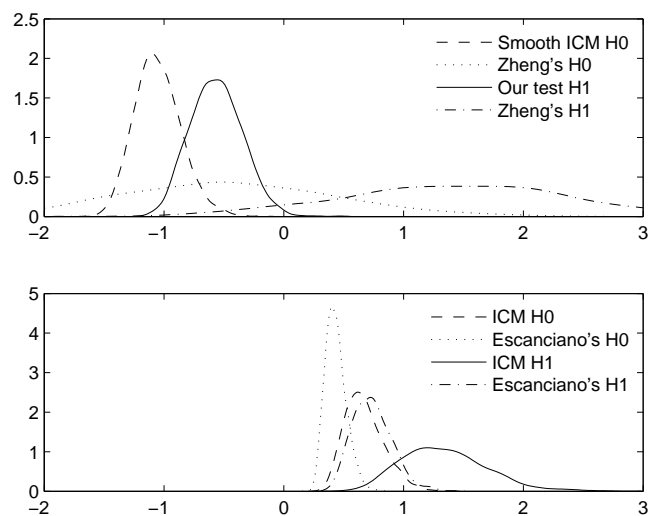 2.5
2
1.5
1
0.5
0
Smooth ICM H0
Zheng's H0
Our test H1
Zheng's H1
−2 −1 0 1 2 3
5
4
3
2
1
0
ICM H0
Escanciano's H0
ICM H1
Escanciano's H1
−2 −1 0 1 2 3